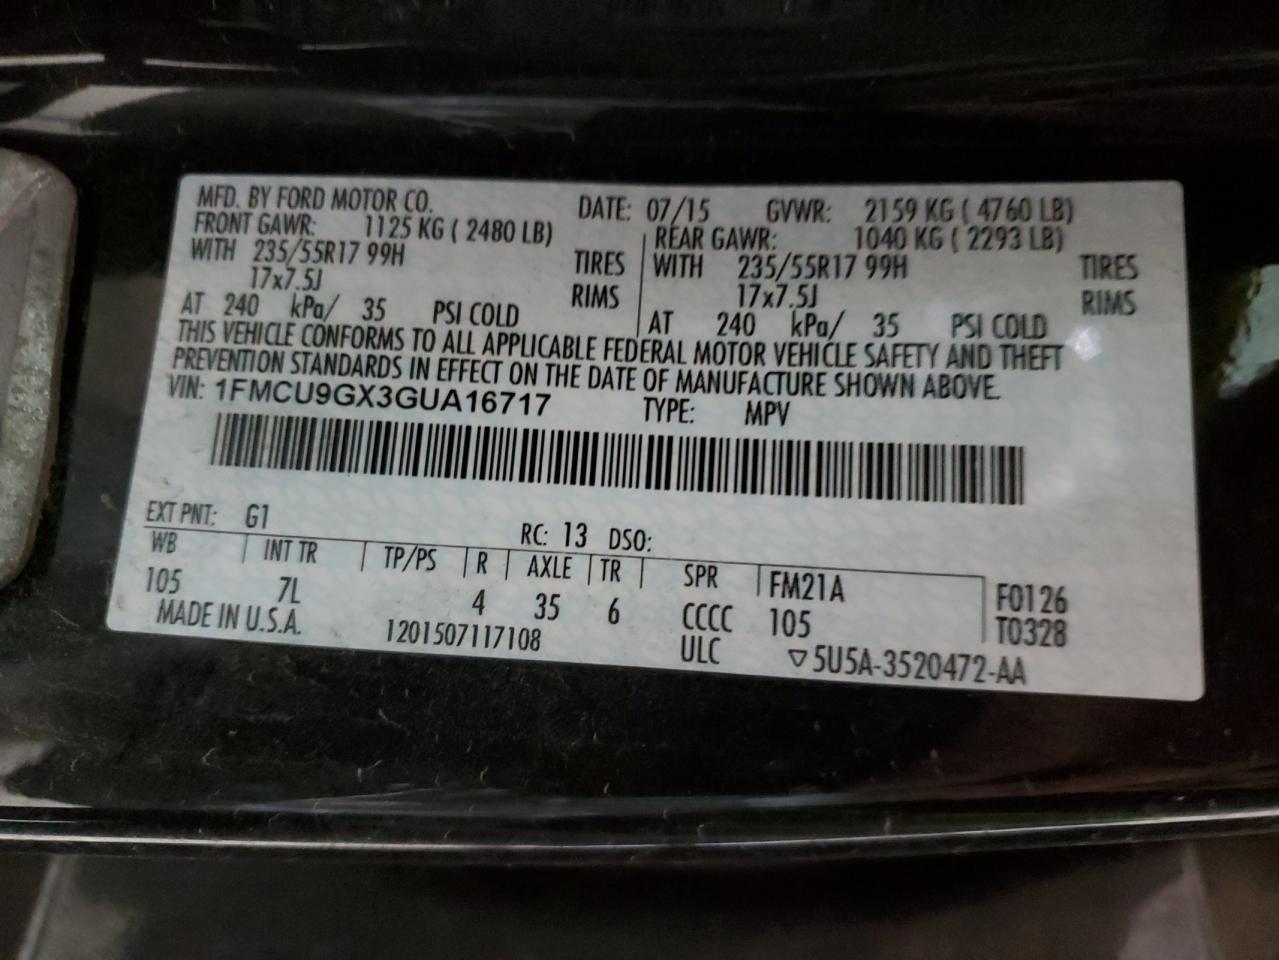 MFD. BY FORD MOTOR CO. DATE: 07/15 GVWR: 2159 KG ( 4760 LB)
FRONT GAWR: 1125 KG ( 2480 LB) REAR GAWR: 1040 KG ( 2293 LB)
WITH 235/55R17 99H TIRES WITH 235/55R17 99H TIRES
17x7.5J RIMS 17x7.5J RIMS
AT 240 kPa/ 35 PSI COLD AT 240 kPa/ 35 PSI COLD
THIS VEHICLE CONFORMS TO ALL APPLICABLE FEDERAL MOTOR VEHICLE SAFETY AND THEFT
PREVENTION STANDARDS IN EFFECT ON THE DATE OF MANUFACTURE SHOWN ABOVE.
VIN: 1FMCU9GX3GUA16717 TYPE: MPV
EXT PNT: G1 RC: 13 DSO:
WB INT TR TP/PS R AXLE TR SPR FM21A F0126
105 7L 4 35 6 CCCC 105 T0328
MADE IN U.S.A. 1201507117108 ULC ▽5U5A-3520472-AA